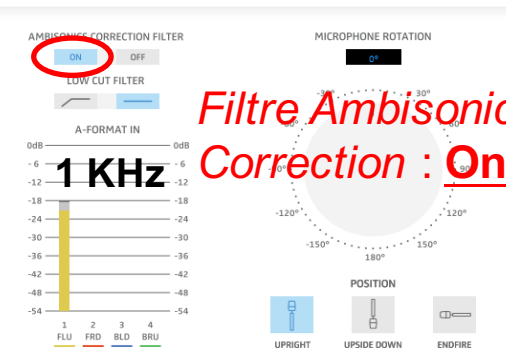 AMBISONICS CORRECTION FILTER
ON OFF
LOW CUT FILTER
A-FORMAT IN
0dB 0dB
- 6 - 6
-12 -12
-18 -18
-24 -24
-30 -30
-36 -36
-42 -42
-48 -48
-54 -54
1 KHz
1 2 3 4
FLU FRD BLD BRU
MICROPHONE ROTATION
0°
-30° 30°
Filtre Ambisonic
Correction : On
-120° 120°
-150° 150°
180°
POSITION
UPRIGHT UPSIDE DOWN ENDFIRE